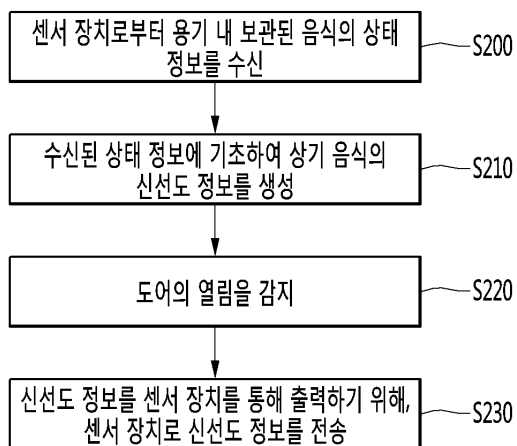 센서 장치로부터 용기 내 보관된 음식의 상태
정보를 수신
S200
수신된 상태 정보에 기초하여 상기 음식의
신선도 정보를 생성
S210
도어의 열림을 감지
S220
신선도 정보를 센서 장치를 통해 출력하기 위해,
센서 장치로 신선도 정보를 전송
S230